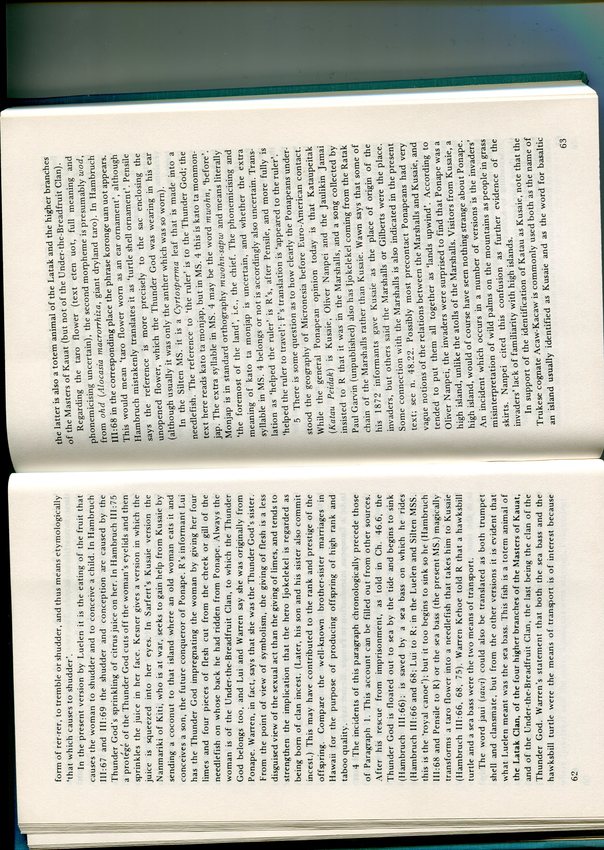 form of rer-rer, to tremble or shudder, and thus means etymologically
'that which causes to shudder'.
In the present version by Luelen it is the eating of the fruit that
causes the woman to shudder and to conceive a child. In Hambruch
III:67 and III:69 the shudder and conception are caused by the
Thunder God's sprinkling of citrus juice on her. In Hambruch III:75
a protégé of the Thunder God cuts off the woman's eyelids and then
sprinkles the juice in her face. Kesner gives a version in which the
juice is squeezed into her eyes. In Sarfert's Kusaie version the
Nanmariki of Kiti, who is at war, seeks to gain help from Kusaie by
sending a coconut to that island where an old woman eats it and
conceives a son, the future conqueror of Ponape. R's informant Lui
has the Thunder God impregnating the woman by giving her four
limes and four pieces of flesh cut from the cheek or gill of the
needlefish on whose back he had ridden from Ponape. Always the
woman is of the Under-the-Breadfruit Clan, to which the Thunder
God belongs too, and Lui and Warren say she was originally from
Ponape. Warren, in fact, says that she was the Thunder God's sister.
From the point of view of symbolism, the giving of flesh is a less
disguised view of the sexual act than the giving of limes, and tends to
strengthen the implication that the hero Ijokelekel is regarded as
being born of clan incest. (Later, his son and his sister also commit
incest.) This may have contributed to the rank and prestige of the
offspring. Compare the well-known brother-sister marriages in
Hawaii for the purpose of producing offspring of high rank and
taboo quality.
4 The incidents of this paragraph chronologically precede those
of Paragraph 1. This account can be filled out from other sources.
After his rescue from imprisonment, as told in Ch. 46.6, the
Thunder God is floated out to sea by the tide and begins to sink
(Hambruch III:66); is saved by a sea bass on which he rides
(Hambruch III:66 and 68; Lui to R; in the Luelen and Silten MSS.
this is the 'royal canoe'); but it too begins to sink so he (Hambruch
III:68 and Pensile to R) or the sea bass (the present MS.) magically
transforms a taro flower into a needlefish that takes him to Kusaie
(Hambruch III:66, 68, 75). Warren Kehoe told R that a hawksbill
turtle and a sea bass were the two means of transport.
The word jaui (sawi) could also be translated as both trumpet
shell and clansmate, but from the other versions it is evident that
what Luelen meant was the sea bass. This fish is a totem animal of
the Latak Clan, of the four higher branches of the Masters of Kauat,
and of the Under-the-Breadfruit Clan, the last being the clan of the
Thunder God. Warren's statement that both the sea bass and the
hawksbill turtle were the means of transport is of interest because
62
the latter is also a totem animal of the Latak and the higher branches
of the Masters of Kauat (but not of the Under-the-Breadfruit Clan).
Regarding the taro flower (text eten uot, full meaning and
phonemicising uncertain), the second morpheme is presumably wod,
from ohd (Alocasia macrorrhiza, giant dryland taro). In Hambruch
III:68 in the corresponding place the phrase koronge uan uot appears.
This would mean 'taro flower worn as an ear ornament', although
Hambruch mistakenly translates it as 'turtle shell ornament'. Pensile
says the reference is more precisely to the sac enclosing the
unopened flower, which the Thunder God was wearing in his ear
(although usually it was only the anther which was so worn).
In the Silten MS. it is a Cyrtosperma leaf that is made into a
needlefish. The reference to 'the ruler' is to the Thunder God; the
text here reads kato ta monjap, but in MS. 4 this is kato ta monmon-
jap. The extra syllable in MS. 4 may be the word mwohn, 'before'.
Monjap is in standard orthography mwohn-sapw and means literally
'the foremost of the land', i.e., the chief. The phonemicising and
meaning of kato ta monjap is uncertain, and whether the extra
syllable in MS. 4 belongs or not is accordingly also uncertain. Trans-
lation as 'helped the ruler' is R's, after Pensile, and more fully is
'helped the ruler to travel'; F's translation is 'appeared to the ruler'.
5 There is some question as to how clearly the Ponapeans under-
stood the geography of Micronesia before Euro-American contact.
While the general Ponapean opinion today is that Kataupeitak
(Katau Peidak) is Kusaie, Oliver Nanpei and the Jaulikin Jamai
insisted to R that it was in the Marshalls, and a song collected by
Paul Garvin (unpublished) also has Ijokelekel coming from the Ratak
chain of the Marshalls rather than Kusaie. Wawn says that some of
his 1872 informants gave Kusaie as the place of origin of the
invaders, but others said the Marshalls or Gilberts were the place.
Some connection with the Marshalls is also indicated in the present
text; see n. 48.22. Possibly most precontact Ponapeans had very
vague notions of the relations between the Marshalls and Kusaie, and
tended to put them all together as 'lands upwind'. According to
Oliver Nanpei, the invaders were surprised to find that Ponape was a
high island, unlike the atolls of the Marshalls. Visitors from Kusaie, a
high island, would of course have seen nothing strange about Ponape.
An incident which occurs in a number of versions is the invaders'
misinterpretation of wild palms on the mountains as people in grass
skirts. Nanpei cited this confusion as further evidence of the
invaders' lack of familiarity with high islands.
In support of the identification of Katau as Kusaie, note that the
Trukese cognate Acaw-Kacaw is commonly used both as the name of
an island usually identified as Kusaie and as the word for basaltic
63